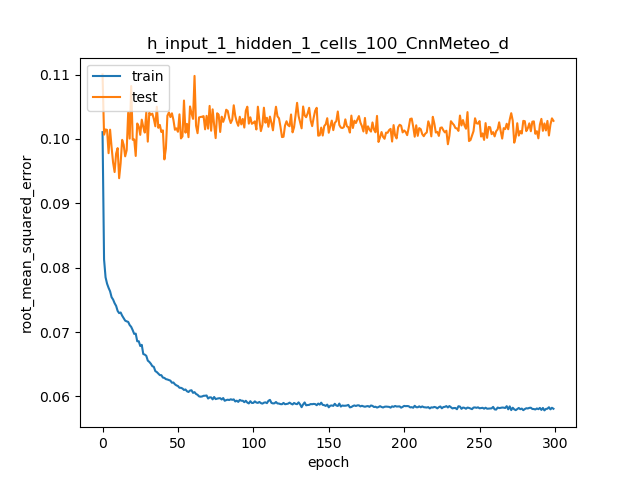 h_input_1_hidden_1_cells_100_CnnMeteo_d
train
test
0.11
0.10
0.09
0.08
0.07
0.06
root_mean_squared_error
0 50 100 150 200 250 300
epoch